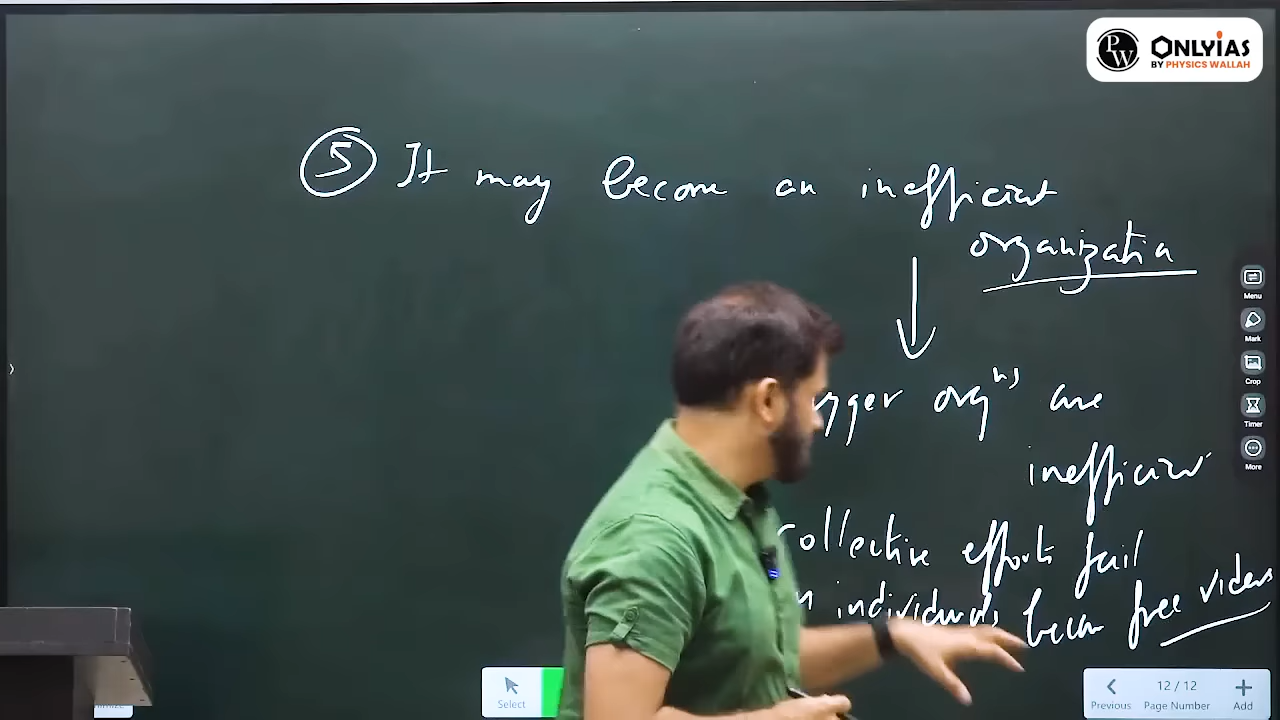 PW ONLYIAS
BY PHYSICS WALLAH
5 It may become an inefficient
organization
orgns are
inefficient
collective efforts fail
individuals become free riders
Menu
Mark
Crop
Timer
More
Select
Previous
12 / 12
Page Number
Add